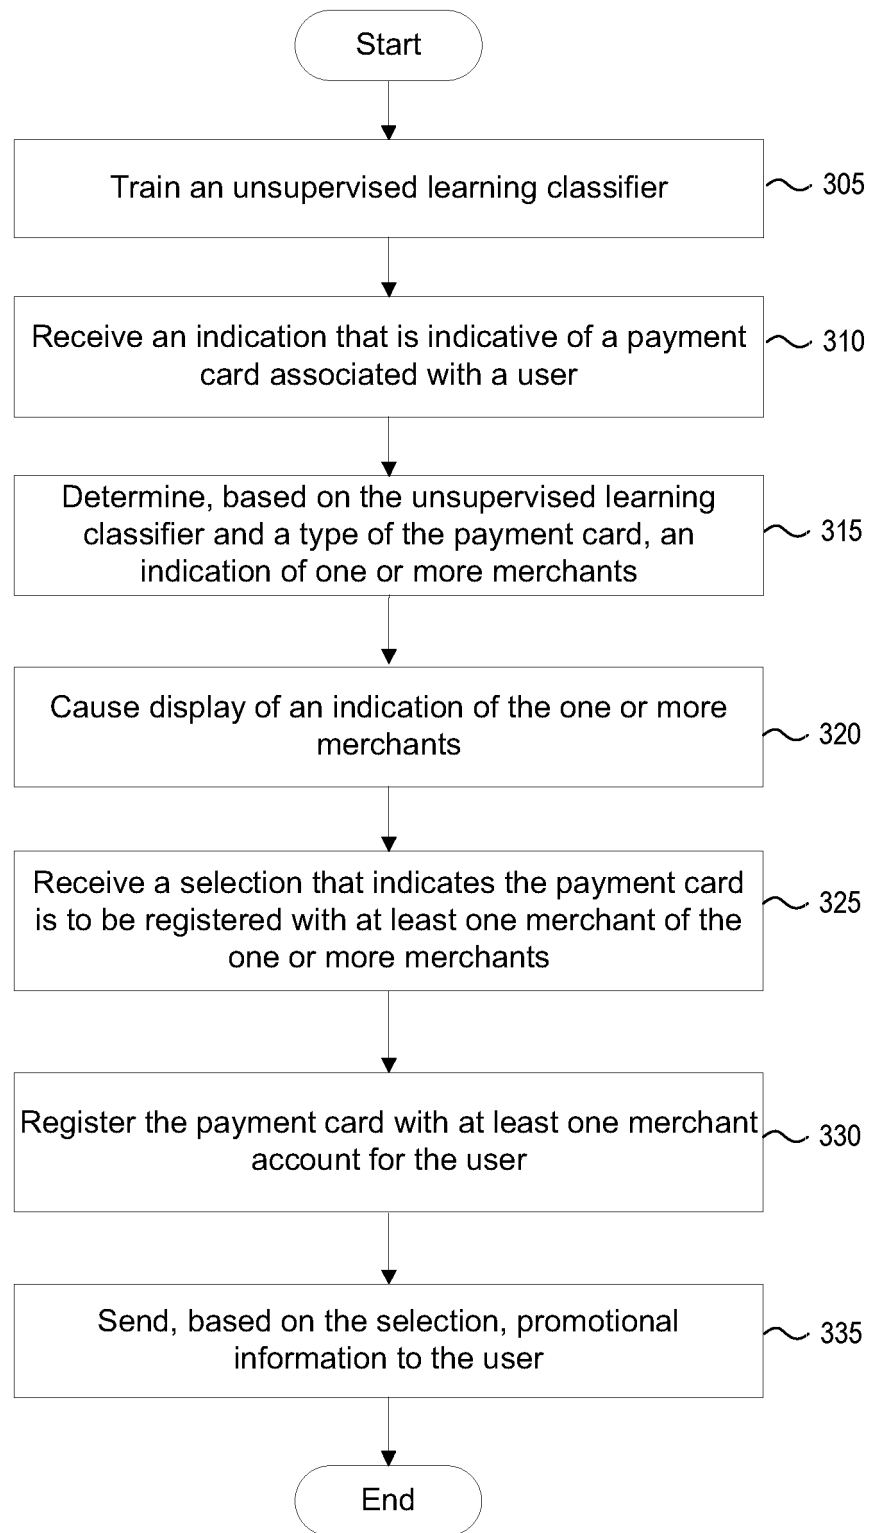 Start
Train an unsupervised learning classifier
305
Receive an indication that is indicative of a payment
card associated with a user
310
Determine, based on the unsupervised learning
classifier and a type of the payment card, an
indication of one or more merchants
315
Cause display of an indication of the one or more
merchants
320
Receive a selection that indicates the payment card
is to be registered with at least one merchant of the
one or more merchants
325
Register the payment card with at least one merchant
account for the user
330
Send, based on the selection, promotional
information to the user
335
End